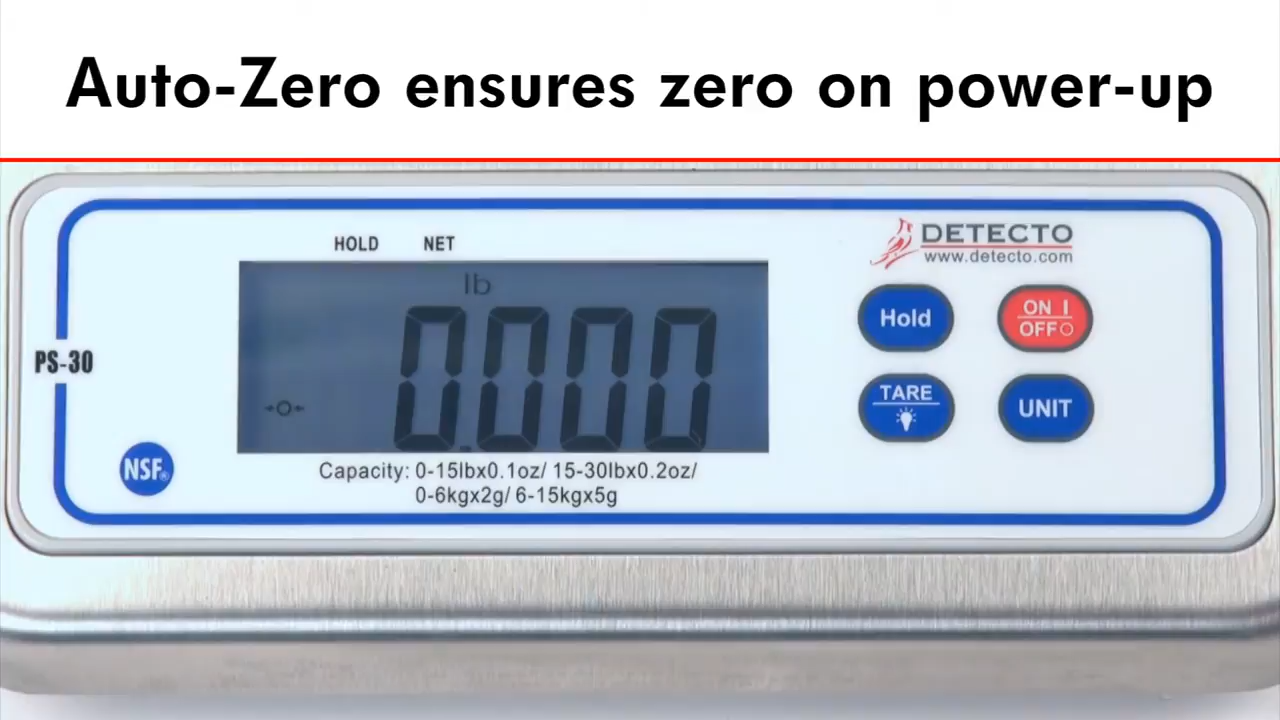 Auto-Zero ensures zero on power-up
HOLD NET
DETECTO
www.detecto.com
lb
0.000
Hold
ON I
OFF
PS-30
TARE
UNIT
NSF®
Capacity: 0-15lbx0.1oz/ 15-30lbx0.2oz/
0-6kgx2g/ 6-15kgx5g